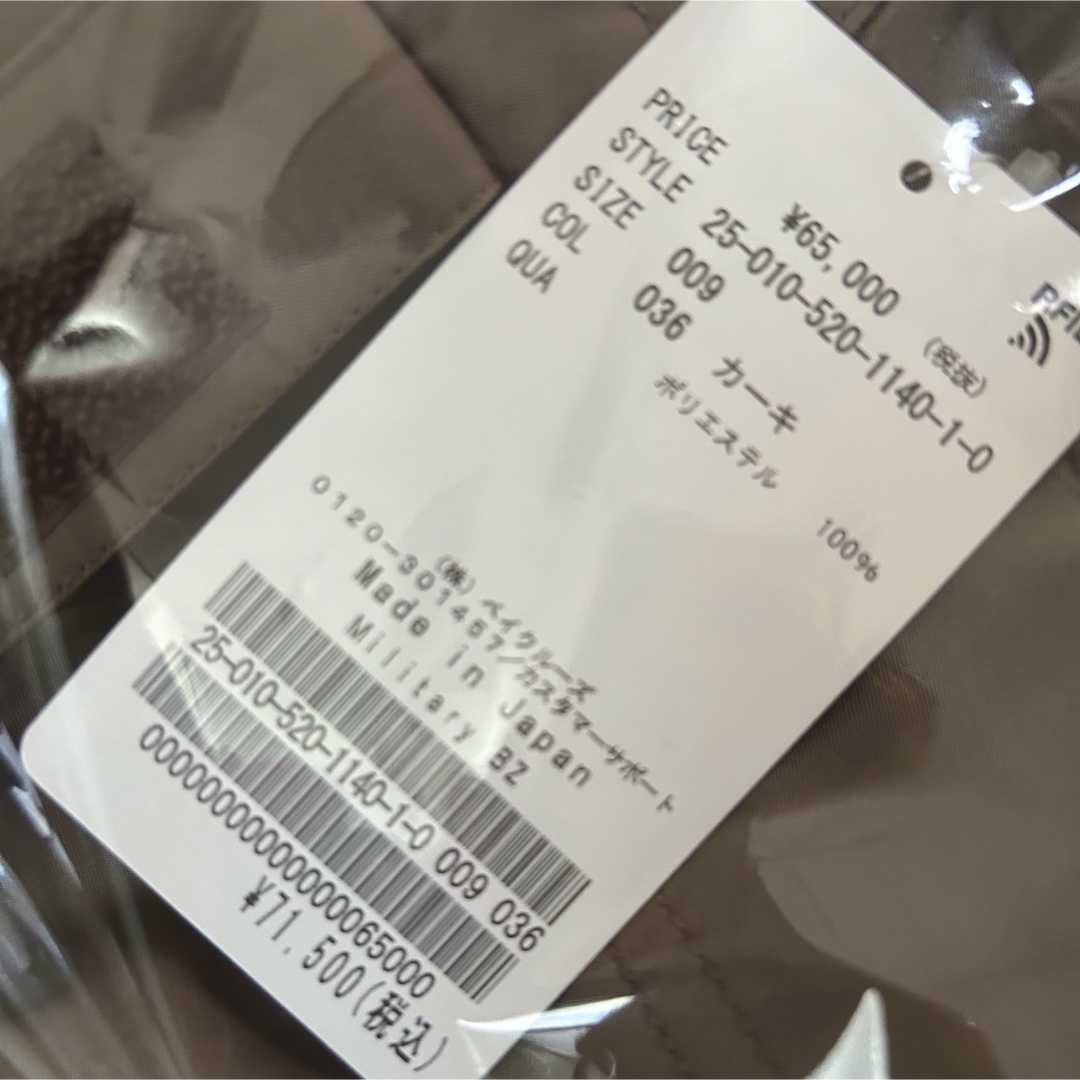 PRICE ¥65,000 (税抜)
STYLE 25-010-520-1140-1-0
SIZE 009
COL 036 カーキ
QUA ポリエステル 100%
(株) ベイクルーズ
0120-301457/カスタマーサポート
Made in Japan
Military BZ
25-010-520-1140-1-0 009 036
¥71,500(税込)
RFID